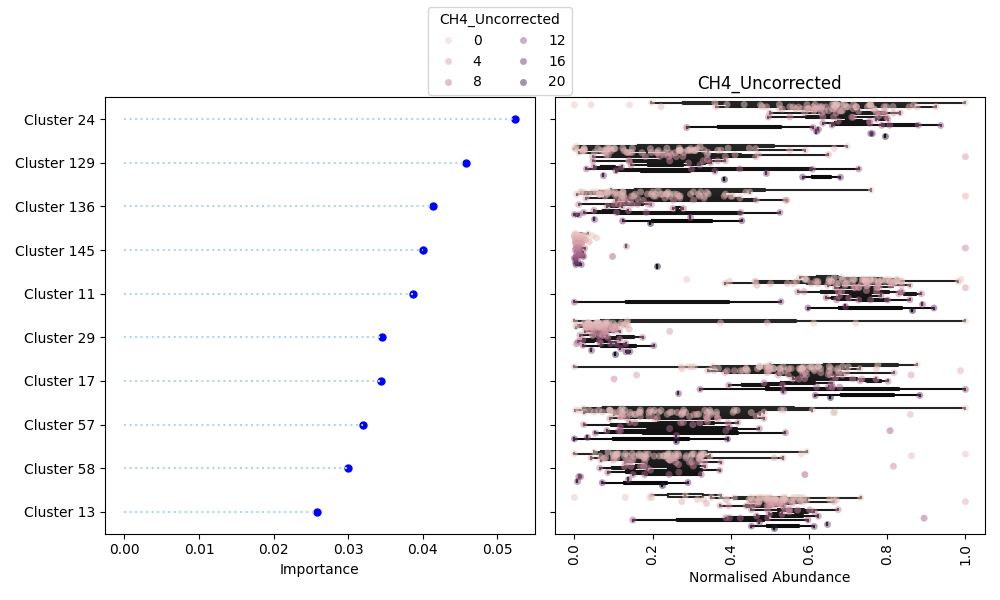 CH4_Uncorrected
0 12
4 16
8 20
CH4_Uncorrected
Cluster 24
Cluster 129
Cluster 136
Cluster 145
Cluster 11
Cluster 29
Cluster 17
Cluster 57
Cluster 58
Cluster 13
0.00 0.01 0.02 0.03 0.04 0.05
Importance
0.0 0.2 0.4 0.6 0.8 1.0
Normalised Abundance